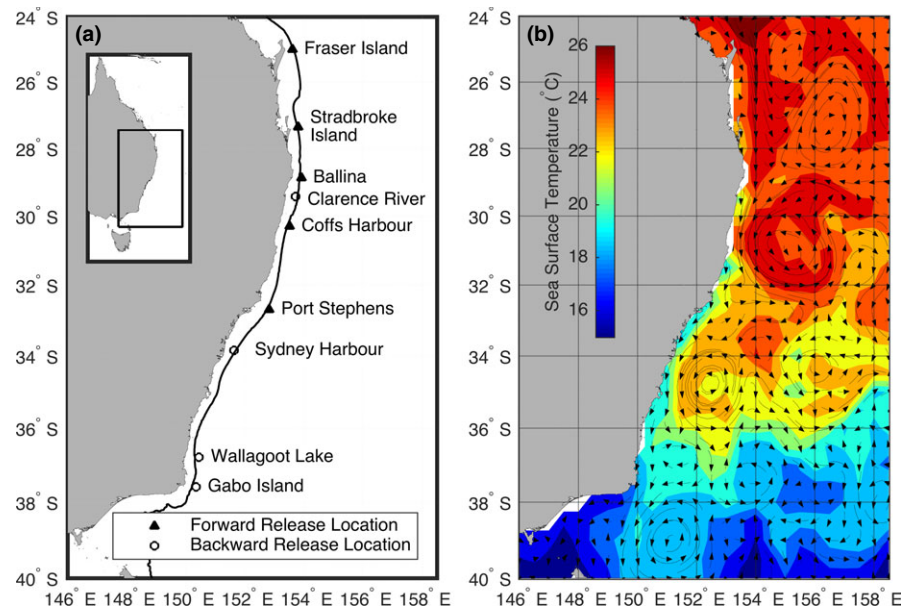 (a)
24° S
26° S
28° S
30° S
32° S
34° S
36° S
38° S
40° S
146° E 148° E 150° E 152° E 154° E 156° E 158° E
Fraser Island
Stradbroke
Island
Ballina
Clarence River
Coffs Harbour
Port Stephens
Sydney Harbour
Wallagoot Lake
Gabo Island
Forward Release Location
Backward Release Location
(b)
24° S
26° S
28° S
30° S
32° S
34° S
36° S
38° S
40° S
146° E 148° E 150° E 152° E 154° E 156° E 158° E
Sea Surface Temperature (°C)
26
24
22
20
18
16